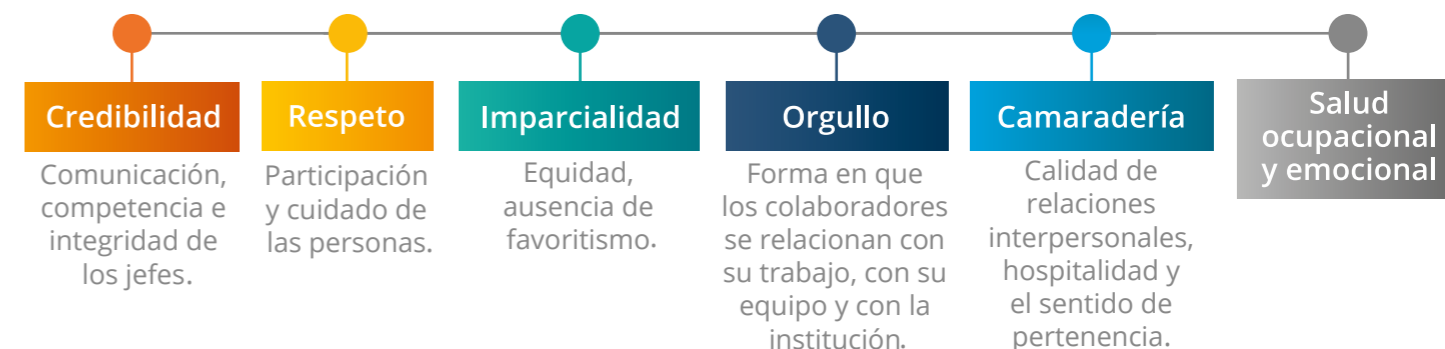 Credibilidad
Comunicación,
competencia e
integridad de
los jefes.
Respeto
Participación
y cuidado de
las personas.
Imparcialidad
Equidad,
ausencia de
favoritismo.
Orgullo
Forma en que
los colaboradores
se relacionan con
su trabajo, con su
equipo y con la
institución.
Camaradería
Calidad de
relaciones
interpersonales,
hospitalidad y
el sentido de
pertenencia.
Salud
ocupacional
y emocional